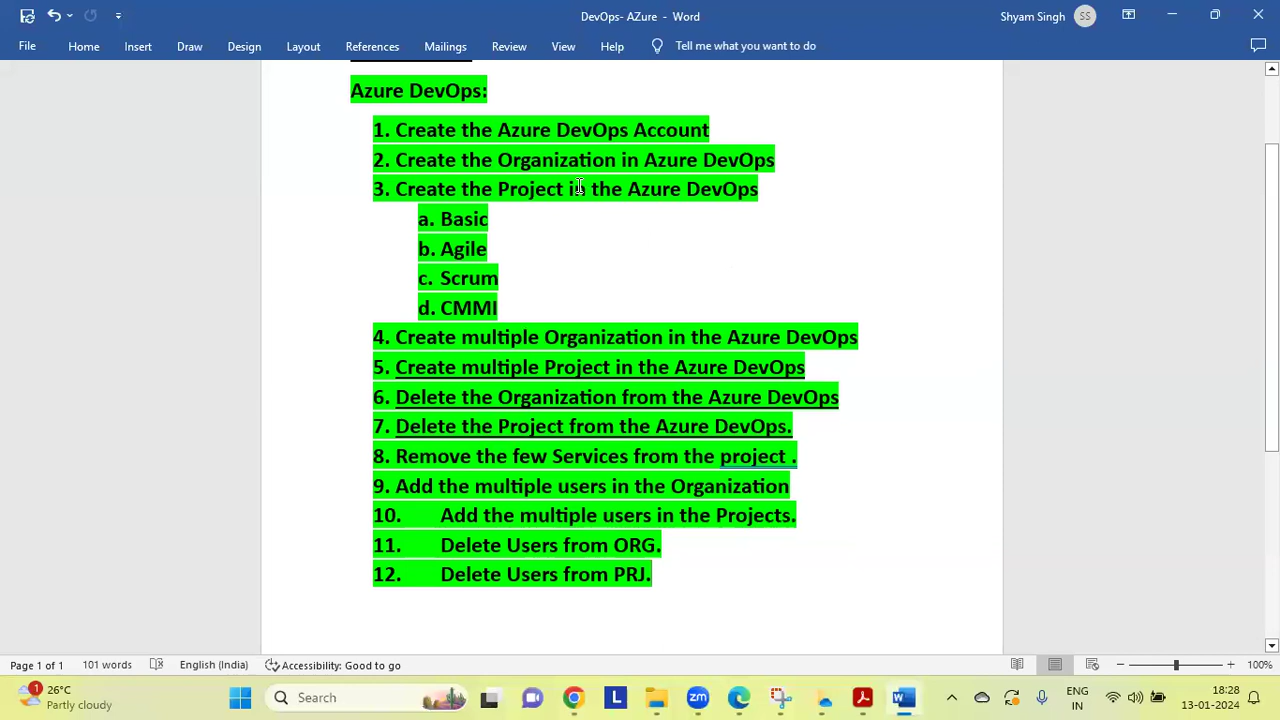 DevOps- AZure - Word
Shyam Singh
SS
File Home Insert Draw Design Layout References Mailings Review View Help Tell me what you want to do
Azure DevOps:
1. Create the Azure DevOps Account
2. Create the Organization in Azure DevOps
3. Create the Project in the Azure DevOps
a. Basic
b. Agile
c. Scrum
d. CMMI
4. Create multiple Organization in the Azure DevOps
5. Create multiple Project in the Azure DevOps
6. Delete the Organization from the Azure DevOps
7. Delete the Project from the Azure DevOps.
8. Remove the few Services from the project .
9. Add the multiple users in the Organization
10. Add the multiple users in the Projects.
11. Delete Users from ORG.
12. Delete Users from PRJ.
Page 1 of 1 101 words English (India) Accessibility: Good to go 100%
1
26°C
Partly cloudy
Search
L
zm
W
ENG
IN
18:28
13-01-2024